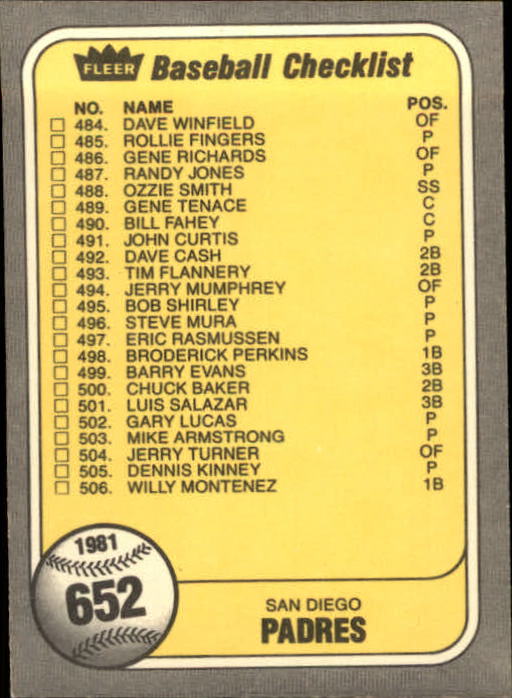 FLEER Baseball Checklist
NO. NAME POS.
484. DAVE WINFIELD OF
485. ROLLIE FINGERS P
486. GENE RICHARDS OF
487. RANDY JONES P
488. OZZIE SMITH SS
489. GENE TENACE C
490. BILL FAHEY C
491. JOHN CURTIS P
492. DAVE CASH 2B
493. TIM FLANNERY 2B
494. JERRY MUMPHREY OF
495. BOB SHIRLEY P
496. STEVE MURA P
497. ERIC RASMUSSEN P
498. BRODERICK PERKINS 1B
499. BARRY EVANS 3B
500. CHUCK BAKER 2B
501. LUIS SALAZAR 3B
502. GARY LUCAS P
503. MIKE ARMSTRONG P
504. JERRY TURNER OF
505. DENNIS KINNEY P
506. WILLY MONTENEZ 1B
1981
652
SAN DIEGO
PADRES